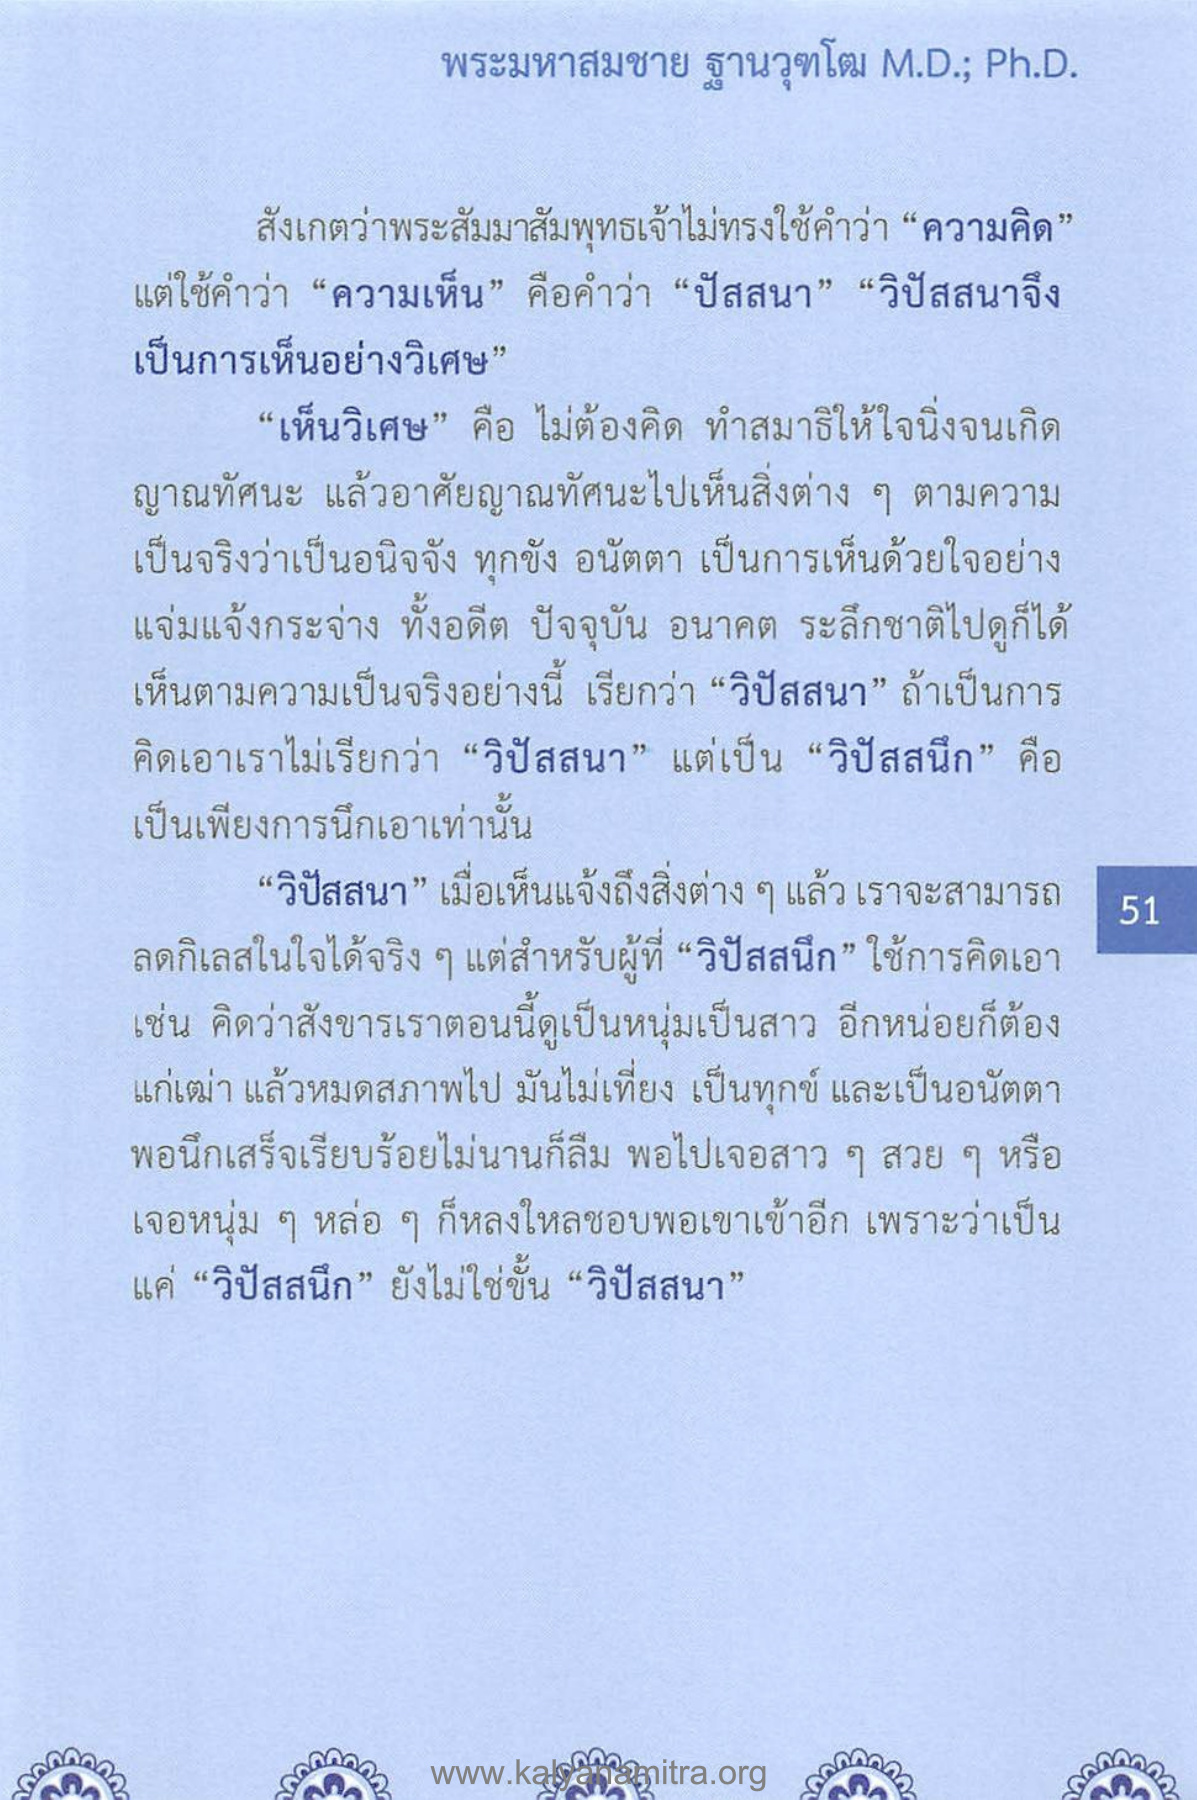 พระมหาสมชาย ฐานวุฑโฒ M.D.; Ph.D.
สังเกตว่าพระสัมมาสัมพุทธเจ้าไม่ทรงใช้คำว่า “ความคิด”
แต่ใช้คำว่า “ความเห็น” คือคำว่า “ปัสสนา” “วิปัสสนาจึง
เป็นการเห็นอย่างวิเศษ”
“เห็นวิเศษ” คือ ไม่ต้องคิด ทำสมาธิให้ใจนิ่งจนเกิด
ญาณทัศนะ แล้วอาศัยญาณทัศนะไปเห็นสิ่งต่าง ๆ ตามความ
เป็นจริงว่าเป็นอนิจจัง ทุกขัง อนัตตา เป็นการเห็นด้วยใจอย่าง
แจ่มแจ้งกระจ่าง ทั้งอดีต ปัจจุบัน อนาคต ระลึกชาติไปดูก็ได้
เห็นตามความเป็นจริงอย่างนี้ เรียกว่า “วิปัสสนา” ถ้าเป็นการ
คิดเอาเราไม่เรียกว่า “วิปัสสนา” แต่เป็น “วิปัสสนึก” คือ
เป็นเพียงการนึกเอาเท่านั้น
“วิปัสสนา” เมื่อเห็นแจ้งถึงสิ่งต่าง ๆ แล้ว เราจะสามารถ
ลดกิเลสในใจได้จริง ๆ แต่สำหรับผู้ที่ “วิปัสสนึก” ใช้การคิดเอา
เช่น คิดว่าสังขารเราตอนนี้ดูเป็นหนุ่มเป็นสาว อีกหน่อยก็ต้อง
แก่เฒ่า แล้วหมดสภาพไป มันไม่เที่ยง เป็นทุกข์ และเป็นอนัตตา
พอนึกเสร็จเรียบร้อยไม่นานก็ลืม พอไปเจอสาว ๆ สวย ๆ หรือ
เจอหนุ่ม ๆ หล่อ ๆ ก็หลงใหลชอบพอเขาเข้าอีก เพราะว่าเป็น
แค่ “วิปัสสนึก” ยังไม่ใช่ขั้น “วิปัสสนา”
51
www.kalyanamitra.org